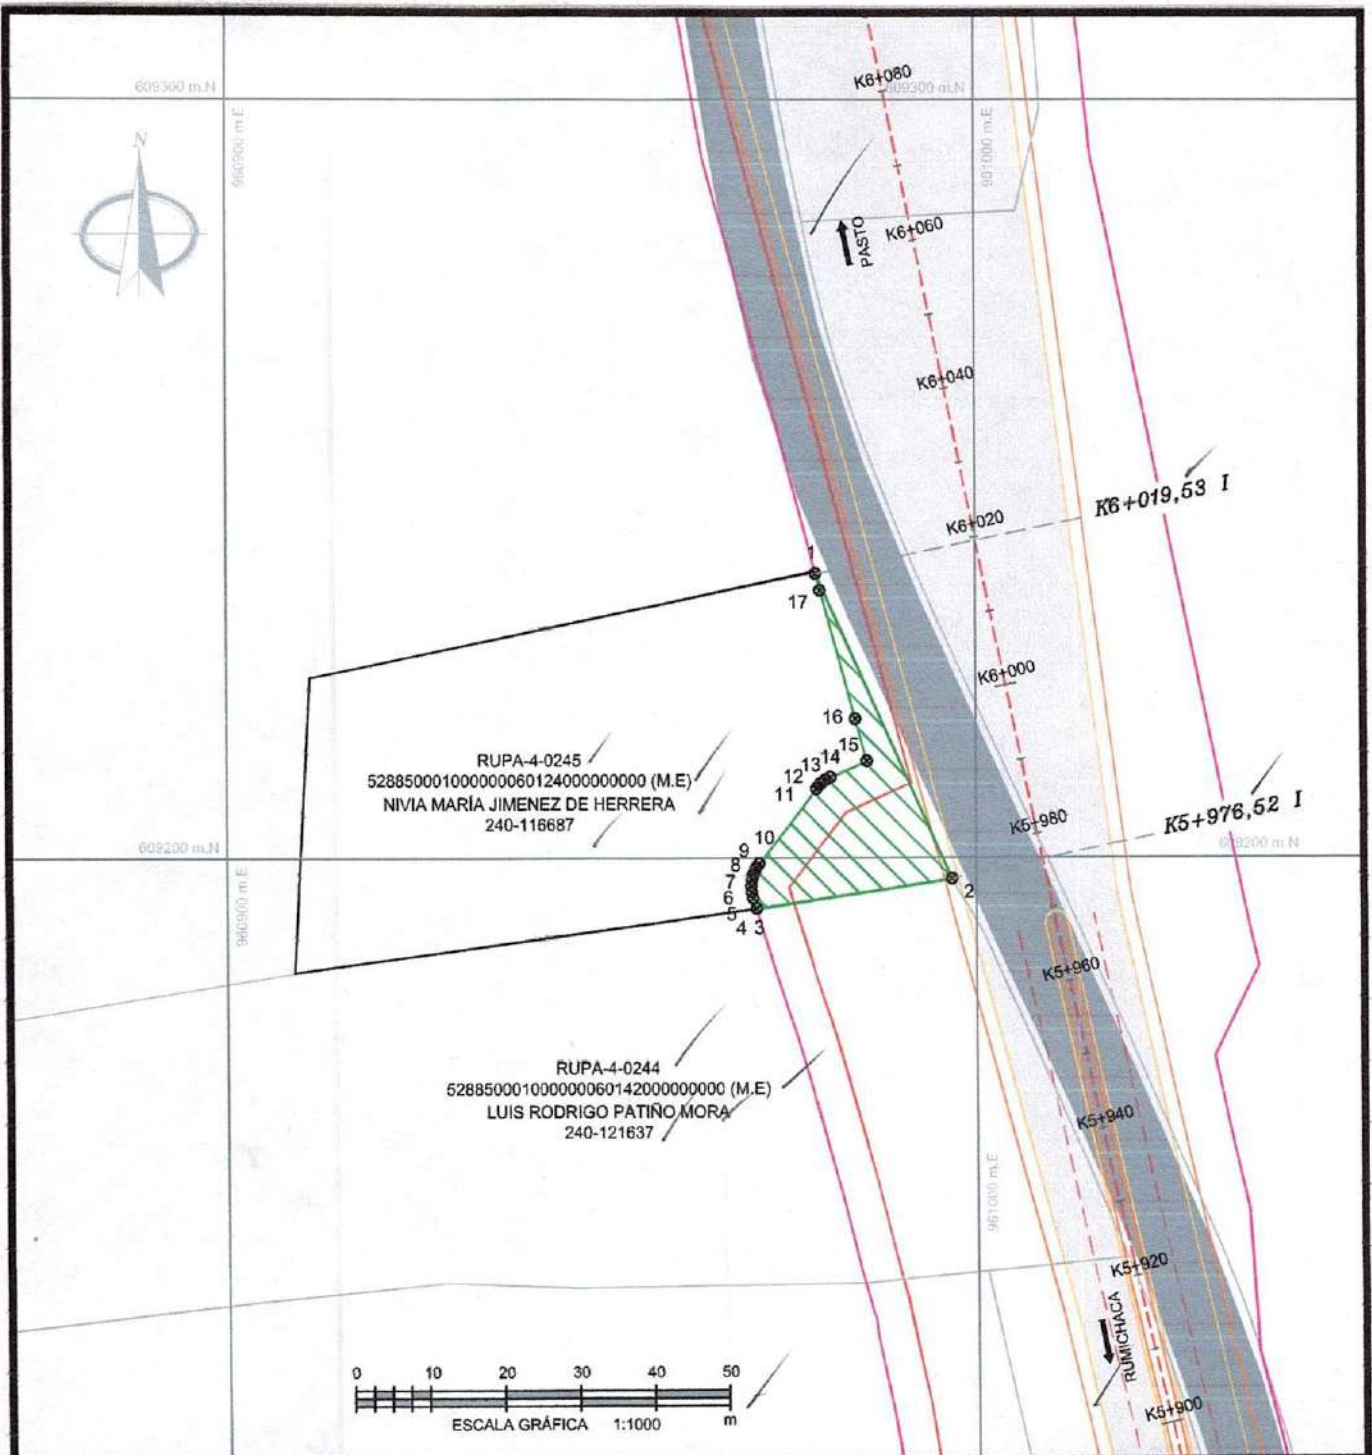 609300 m.N
609300 m.N
960900 m.E
961000 m.E
N
K6+080
K6+060
PASTO
K6+040
K6+020
K6+019,53 I
K6+000
K5+980
K5+976,52 I
609200 m.N
609200 m N
1
17
16
15
14
13
12
11
10
9
8
7
6
5
4
3
2
RUPA-4-0245
528850001000000060124000000000 (M.E)
NIVIA MARÍA JIMENEZ DE HERRERA
240-116687
960900 m.E
K5+960
RUPA-4-0244
528850001000000060142000000000 (M.E)
LUIS RODRIGO PATIÑO MORA
240-121637
K5+940
961000 m.E
K5+920
RUMICHACA
K5+900
0 10 20 30 40 50
ESCALA GRÁFICA 1:1000 m